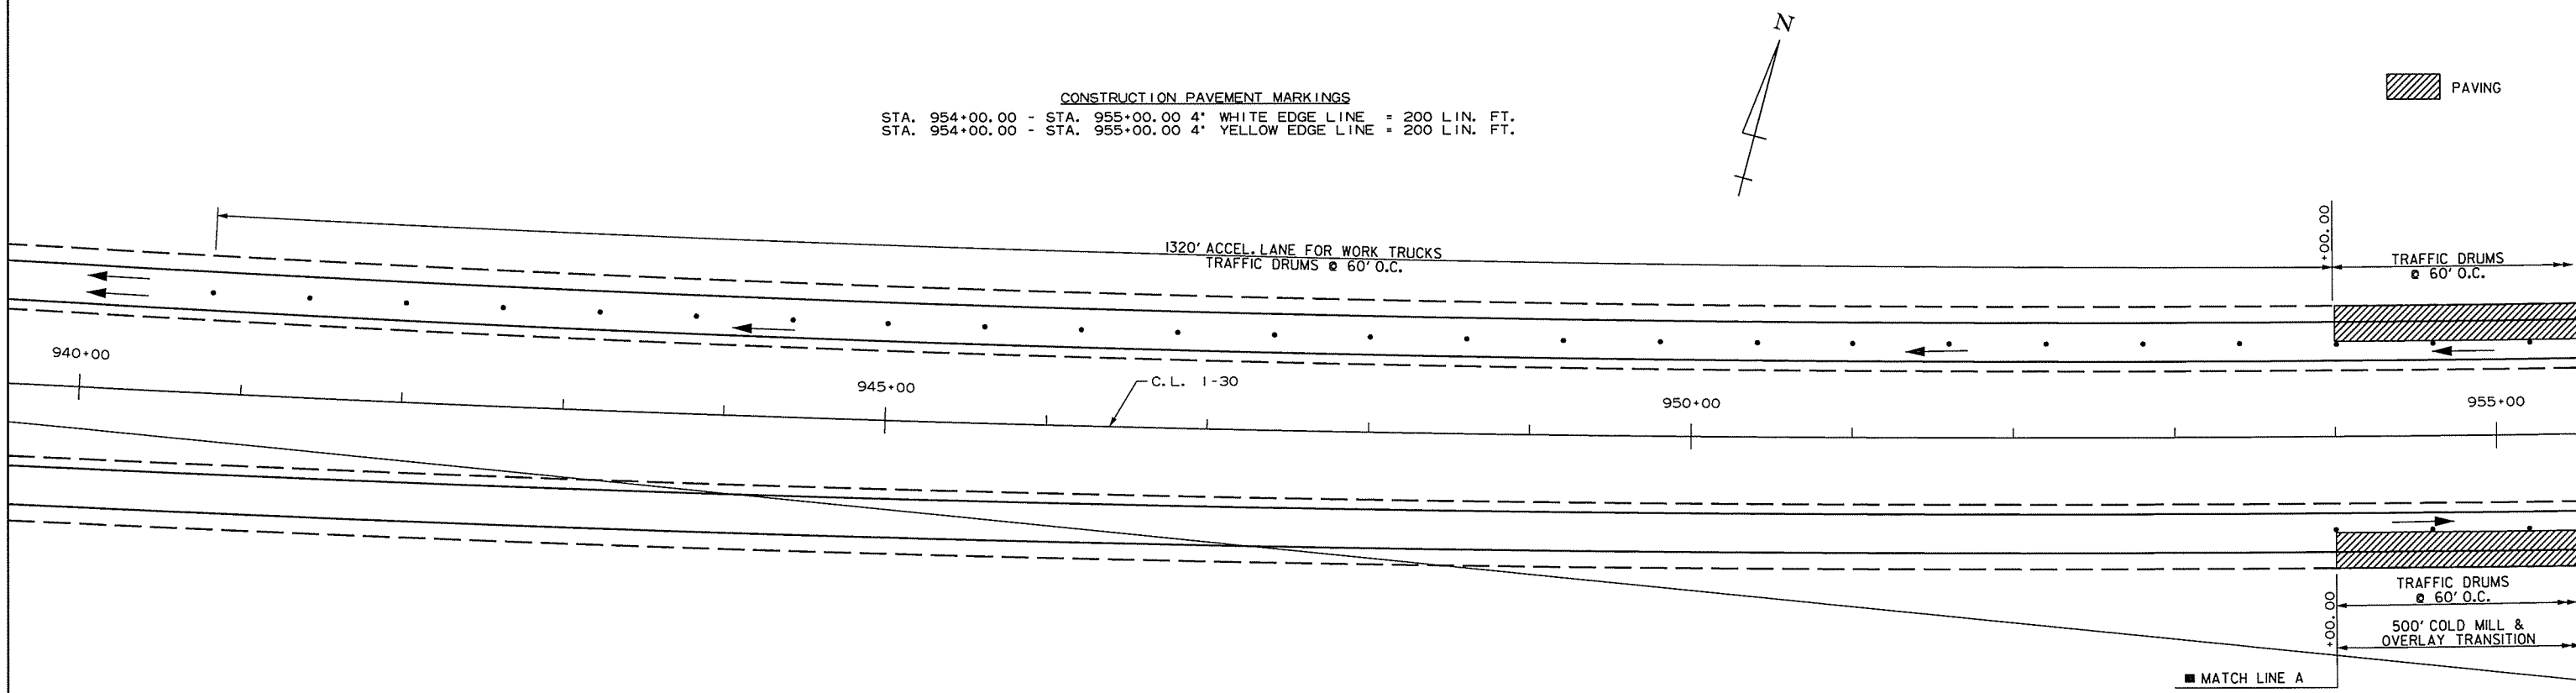 N
CONSTRUCTION PAVEMENT MARKINGS
STA. 954+00.00 - STA. 955+00.00 4" WHITE EDGE LINE = 200 LIN. FT.
STA. 954+00.00 - STA. 955+00.00 4" YELLOW EDGE LINE = 200 LIN. FT.
PAVING
1320' ACCEL. LANE FOR WORK TRUCKS
TRAFFIC DRUMS @ 60' O.C.
+00.00
TRAFFIC DRUMS
@ 60' O.C.
940+00
945+00
C.L. I-30
950+00
955+00
+00.00
TRAFFIC DRUMS
@ 60' O.C.
500' COLD MILL &
OVERLAY TRANSITION
MATCH LINE A